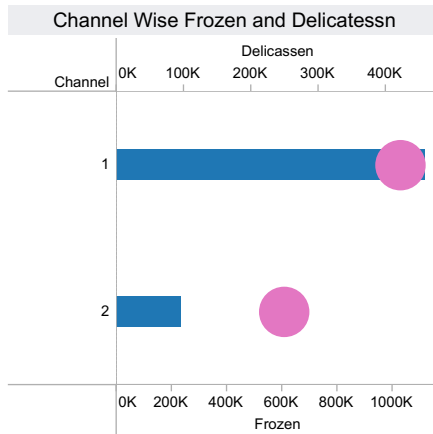 Channel Wise Frozen and Delicatessn
Delicassen
Channel 0K 100K 200K 300K 400K
1
2
0K 200K 400K 600K 800K 1000K
Frozen